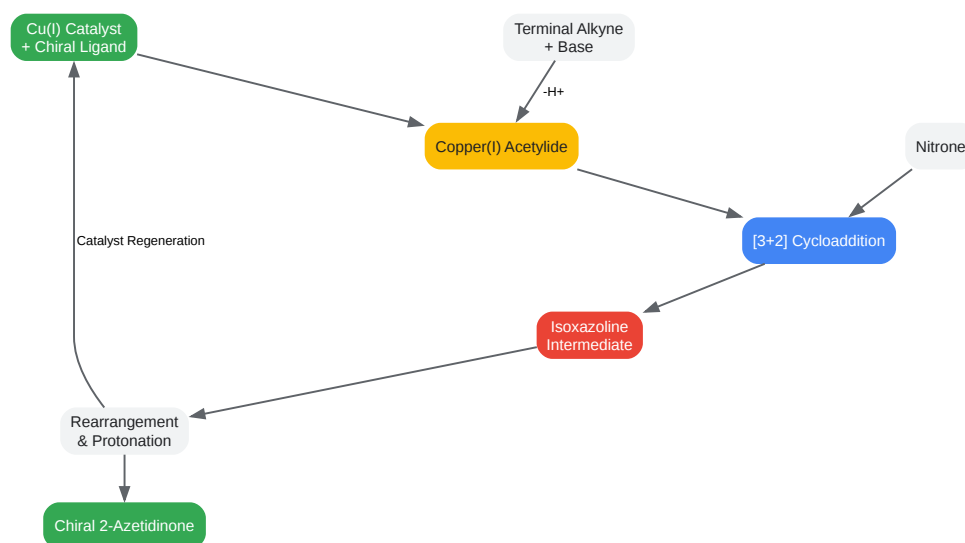 Cu(I) Catalyst
+ Chiral Ligand
Terminal Alkyne
+ Base
-H+
Copper(I) Acetylide
Nitrone
[3+2] Cycloaddition
Catalyst Regeneration
Isoxazoline
Intermediate
Rearrangement
& Protonation
Chiral 2-Azetidinone